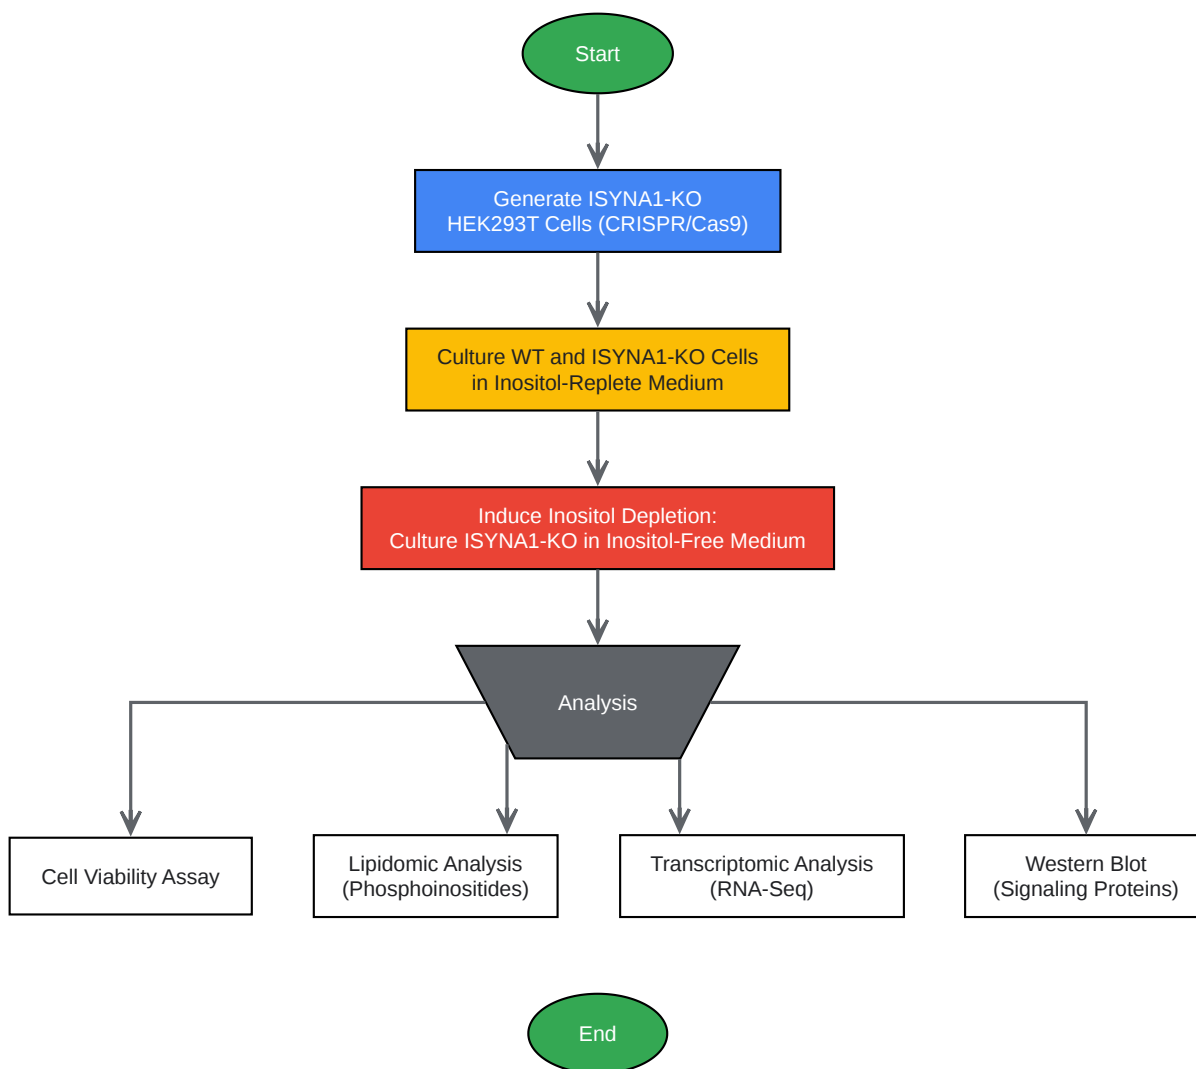 Start
Generate ISYNA1-KO
HEK293T Cells (CRISPR/Cas9)
Culture WT and ISYNA1-KO Cells
in Inositol-Replete Medium
Induce Inositol Depletion:
Culture ISYNA1-KO in Inositol-Free Medium
Analysis
Cell Viability Assay
Lipidomic Analysis
(Phosphoinositides)
Transcriptomic Analysis
(RNA-Seq)
Western Blot
(Signaling Proteins)
End